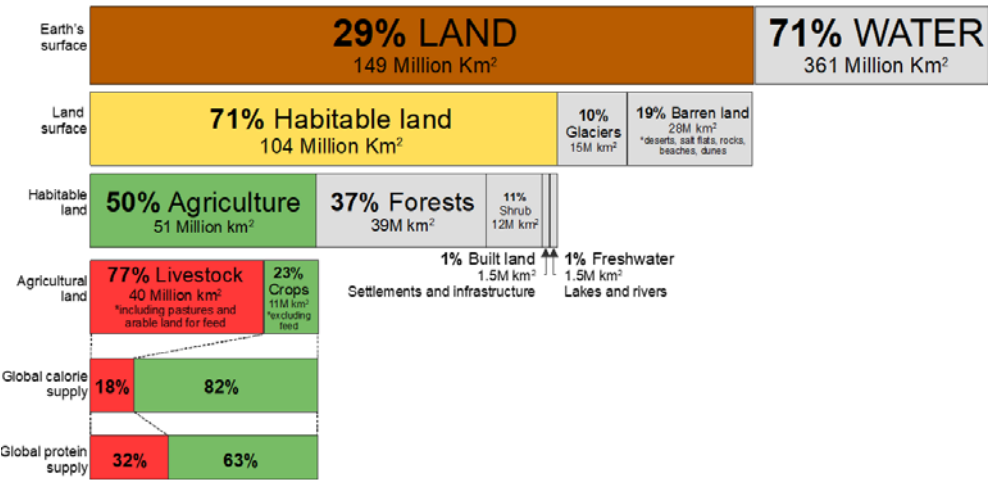 Earth's
surface
29% LAND
149 Million Km²
71% WATER
361 Million Km²
Land
surface
71% Habitable land
104 Million Km²
10%
Glaciers
15M km²
19% Barren land
28M km²
*deserts, salt flats, rocks,
beaches, dunes
Habitable
land
50% Agriculture
51 Million km²
37% Forests
39M km²
11%
Shrub
12M km²
1% Built land
1.5M km²
Settlements and infrastructure
1% Freshwater
1.5M km²
Lakes and rivers
Agricultural
land
77% Livestock
40 Million km²
*including pastures and
arable land for feed
23%
Crops
11M km²
*excluding
feed
Global calorie
supply
18%
82%
Global protein
supply
32%
63%